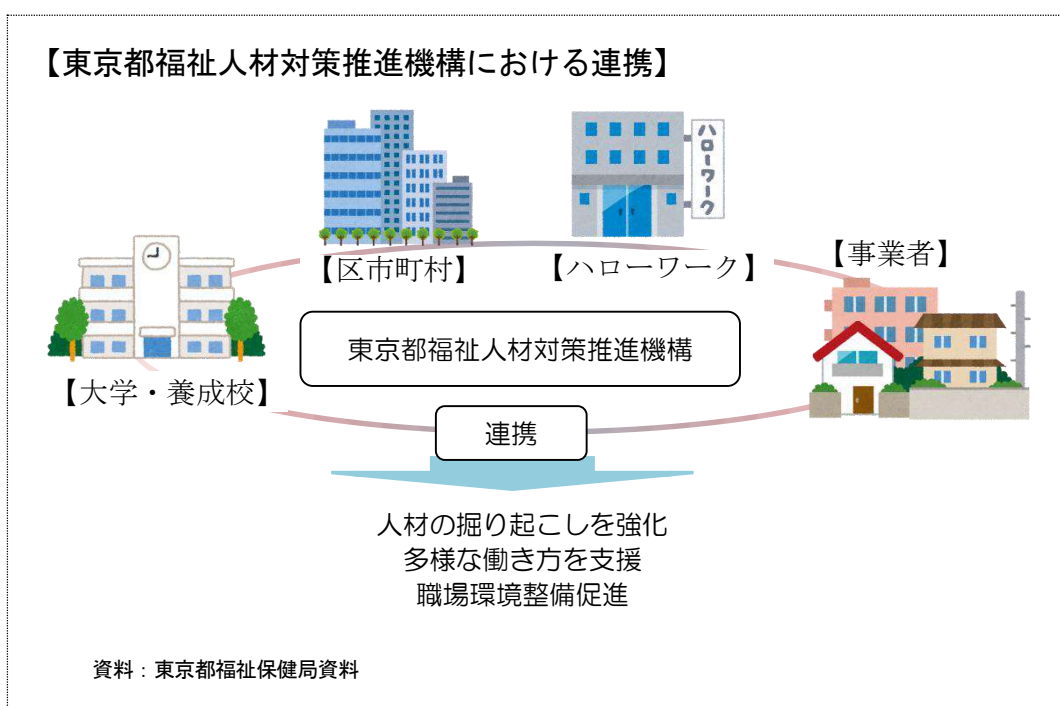 【東京都福祉人材対策推進機構における連携】
ハローワーク
【区市町村】
【ハローワーク】
【事業者】
東京都福祉人材対策推進機構
【大学・養成校】
連携
人材の掘り起こしを強化
多様な働き方を支援
職場環境整備促進
資料：東京都福祉保健局資料